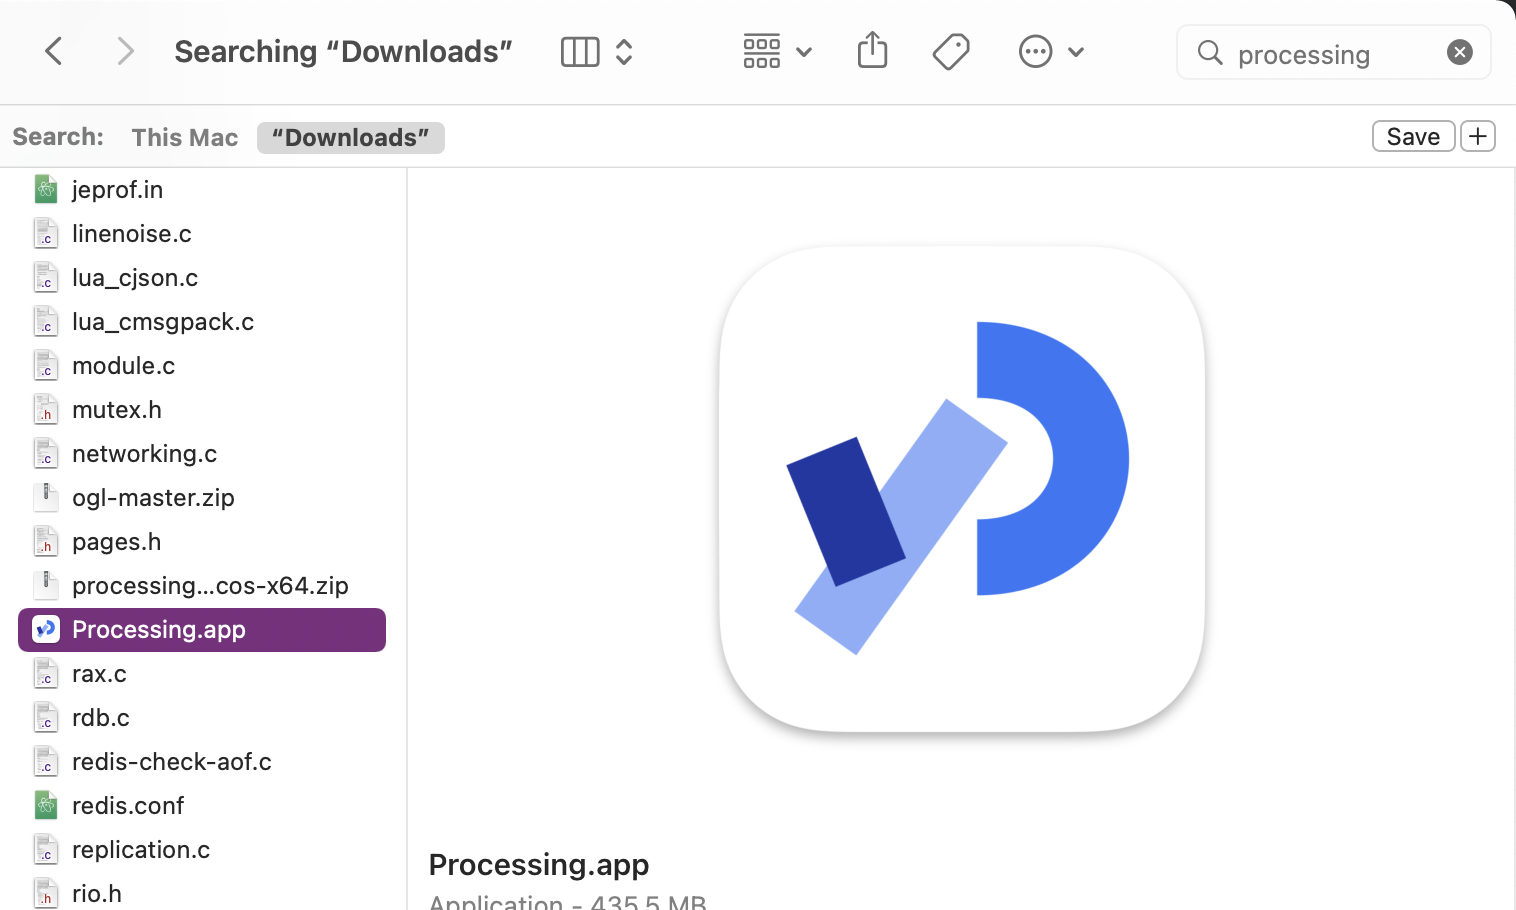 Searching “Downloads”
processing
Search: This Mac “Downloads” Save
jeprof.in
linenoise.c
lua_cjson.c
lua_cmsgpack.c
module.c
mutex.h
networking.c
ogl-master.zip
pages.h
processing...cos-x64.zip
Processing.app
rax.c
rdb.c
redis-check-aof.c
redis.conf
replication.c
rio.h
Processing.app
Application - 435.5 MB